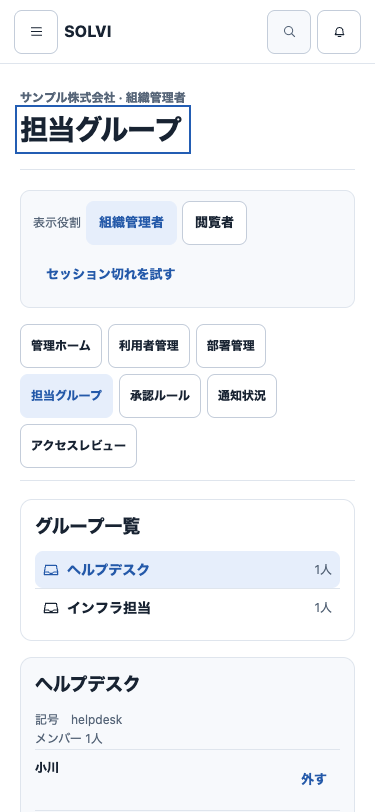 SOLVI
サンプル株式会社 · 組織管理者
担当グループ
表示役割 組織管理者 閲覧者
セッション切れを試す
管理ホーム 利用者管理 部署管理
担当グループ 承認ルール 通知状況
アクセスレビュー
グループ一覧
ヘルプデスク 1人
インフラ担当 1人
ヘルプデスク
記号 helpdesk
メンバー 1人
小川
外す